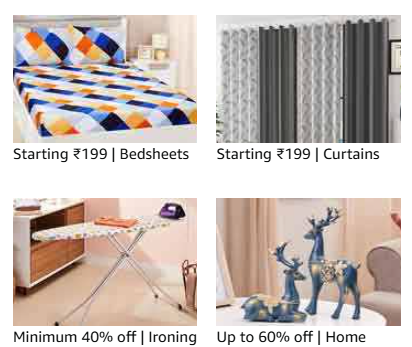 Starting ₹199 | Bedsheets
Starting ₹199 | Curtains
Minimum 40% off | Ironing
Up to 60% off | Home